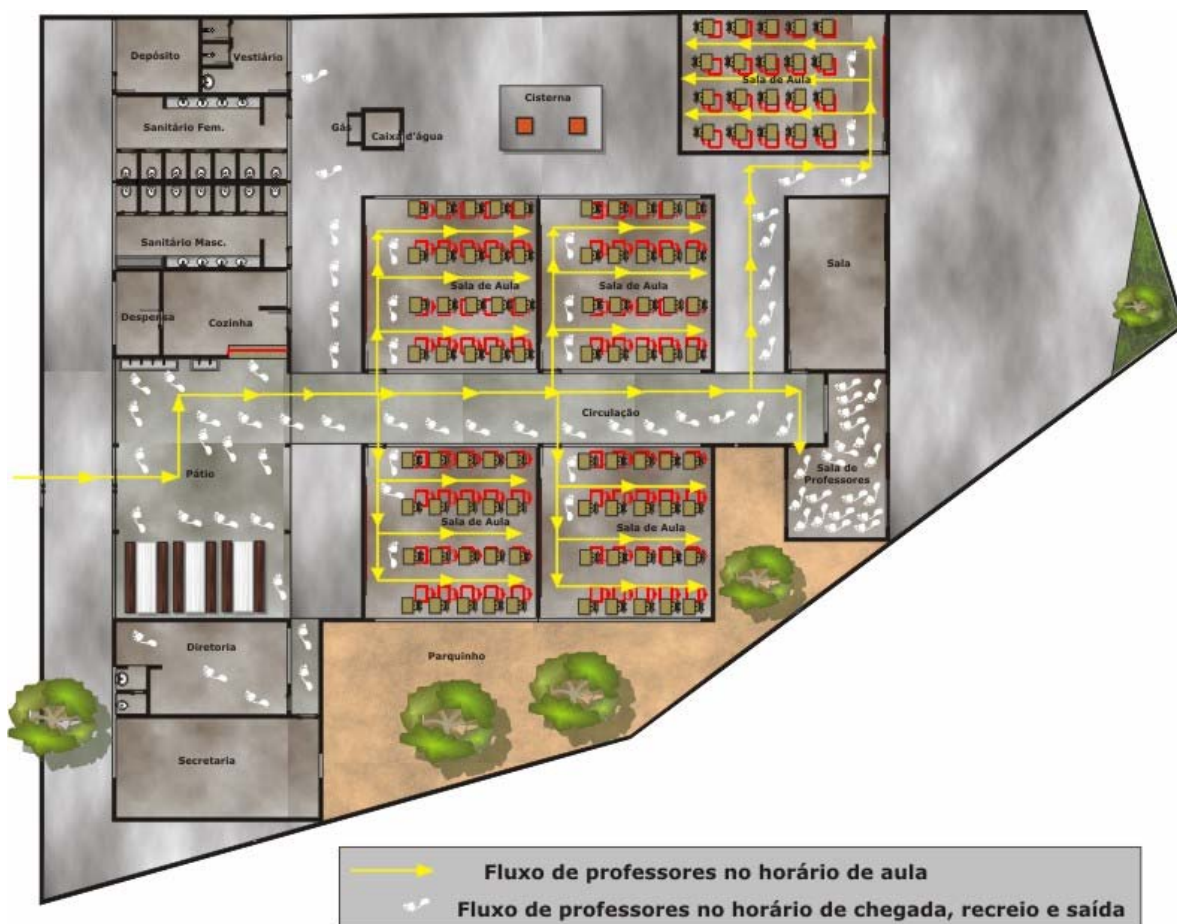 Depósito
Vestiário
Sanitário Fem.
Gás
Caixa d'água
Cisterna
Sala de Aula
Sanitário Masc.
Despensa
Cozinha
Sala de Aula
Sala de Aula
Sala
Circulação
Pátio
Sala de
Professores
Sala de Aula
Sala de Aula
Diretoria
Parquinho
Secretaria
Fluxo de professores no horário de aula
Fluxo de professores no horário de chegada, recreio e saída